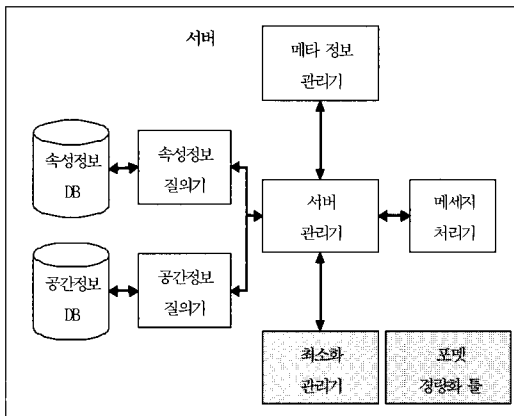 서버
메타 정보
관리기
속성정보
DB
속성정보
질의기
서버
관리기
메세지
처리기
공간정보
DB
공간정보
질의기
최소화
관리기
포멧
경량화 툴